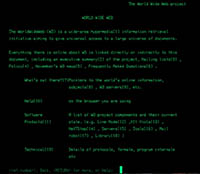 The World Wide Web project
WORLD WIDE WEB
The WorldWideWeb (W3) is a wide-area hypermedia[1] information retrieval
initiative aiming to give universal access to a large universe of documents.
Everything there is online about W3 is linked directly or indirectly to this
document, including an executive summary[2] of the project, Mailing lists[3] ,
Policy[4] , November's W3 news[5] , Frequently Asked Questions[6] .
What's out there?[7] Pointers to the world's online information,
subjects[8] , W3 servers[9], etc.
Help[10] on the browser you are using
Software A list of W3 project components and their current
Products[11] state. (e.g. Line Mode[12] ,X11 Viola[13] ,
NeXTStep[14] , Servers[15] , Tools[16] , Mail
robot[17] , Library[18] )
Technical[19] Details of protocols, formats, program internals
etc